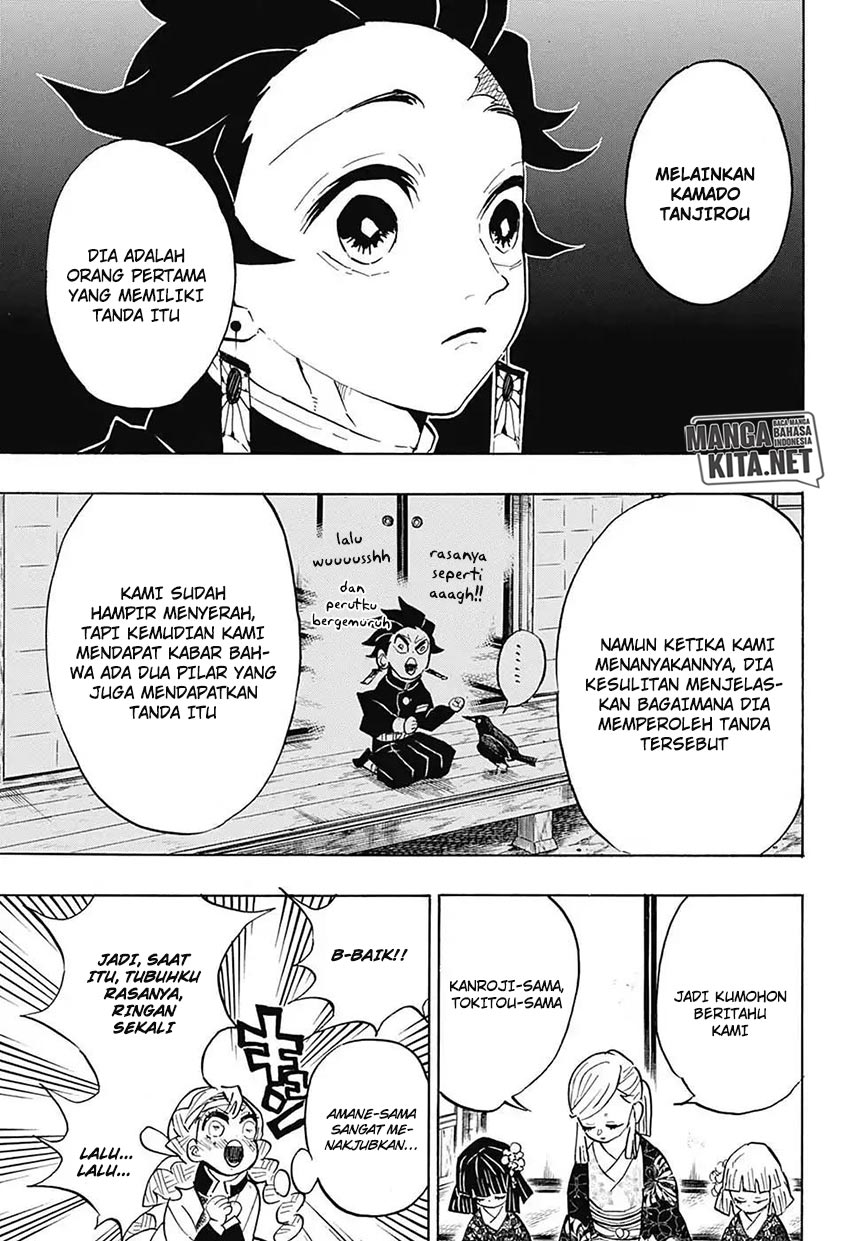 MELAINKAN
KAMADO
TANJIROU
DIA ADALAH
ORANG PERTAMA
YANG MEMILIKI
TANDA ITU
MANGA
KITA.NET
BACA MANGA
BAHASA
INDONESIA
NAMUN KETIKA KAMI
MENANYAKANNYA, DIA
KESULITAN MENJELAS-
KAN BAGAIMANA DIA
MEMPEROLEH TANDA
TERSEBUT
rasanya
seperti
aaagh!!
lalu
wuuuusshh
dan
perutku
bergemuruh
......
KAMI SUDAH
HAMPIR MENYERAH,
TAPI KEMUDIAN KAMI
MENDAPAT KABAR BAH-
WA ADA DUA PILAR YANG
JUGA MENDAPATKAN
TANDA ITU
JADI KUMOHON
BERITAHU
KAMI
KANROJI-SAMA,
TOKITOU-SAMA
B-BAIK!!
JADI, SAAT
ITU, TUBUHKU
RASANYA,
RINGAN
SEKALI
キュン
AMANE-SAMA
SANGAT ME-
NAKJUBKAN...
LALU...
LALU...